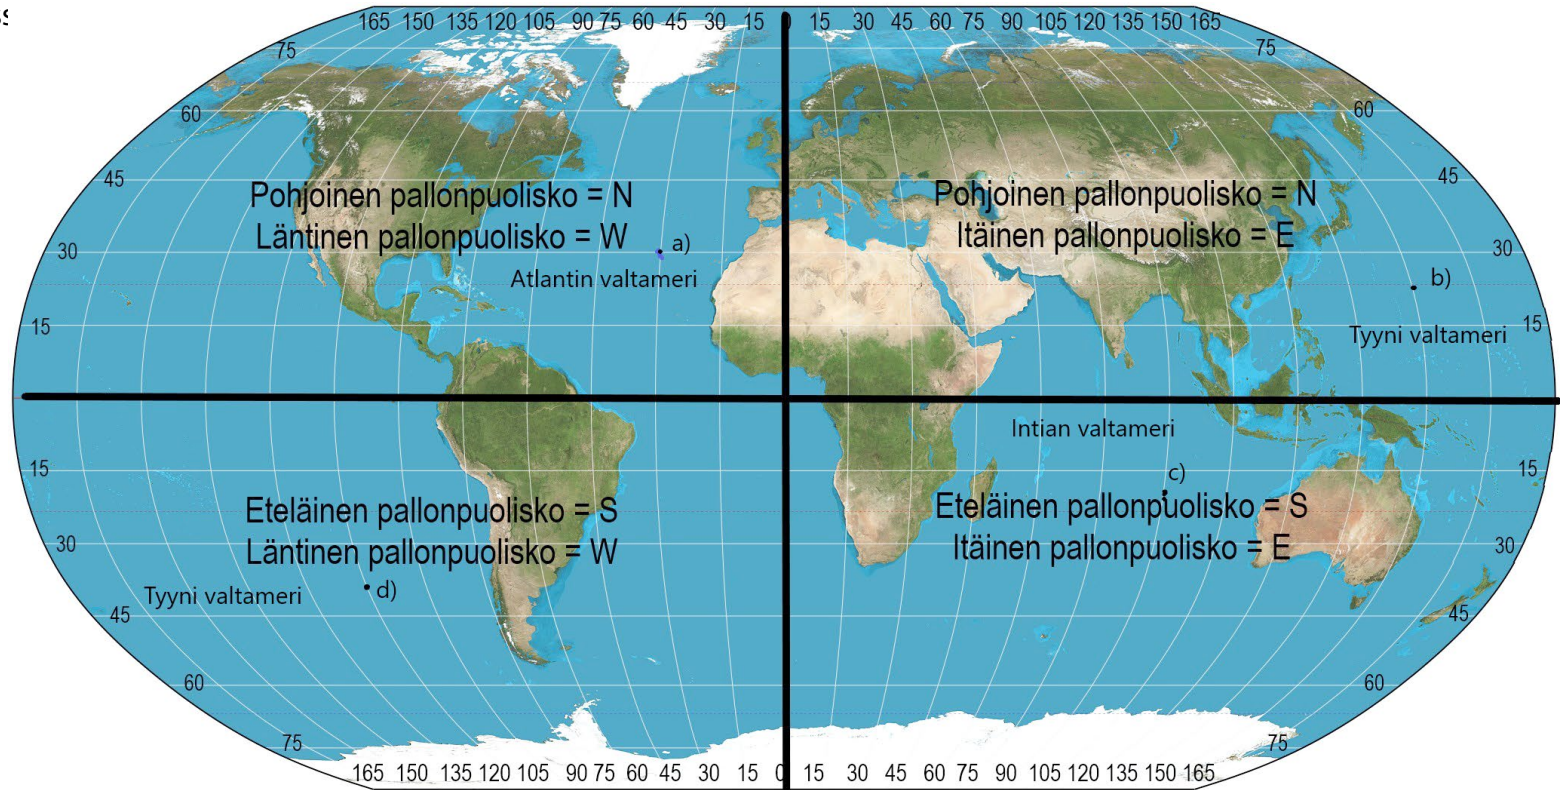 165 150 135 120 105 90 75 60 45 30 15 0 15 30 45 60 75 90 105 120 135 150 165
75 75
60 60
45 45
Pohjoinen pallonpuolisko = N Pohjoinen pallonpuolisko = N
Läntinen pallonpuolisko = W Itäinen pallonpuolisko = E
a)
30 30
Atlantin valtameri b)
15 15
Tyyni valtameri
Intian valtameri
15 15
c)
Eteläinen pallonpuolisko = S Eteläinen pallonpuolisko = S
Läntinen pallonpuolisko = W Itäinen pallonpuolisko = E
30 30
Tyyni valtameri d)
45 45
60 60
75 75
165 150 135 120 105 90 75 60 45 30 15 0 15 30 45 60 75 90 105 120 135 150 165